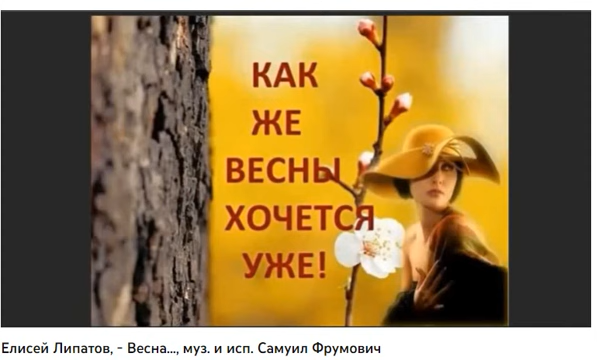 КАК
ЖЕ
ВЕСНЫ
ХОЧЕТСЯ
УЖЕ!
Елисей Липатов, - Весна..., муз. и исп. Самуил Фрумович